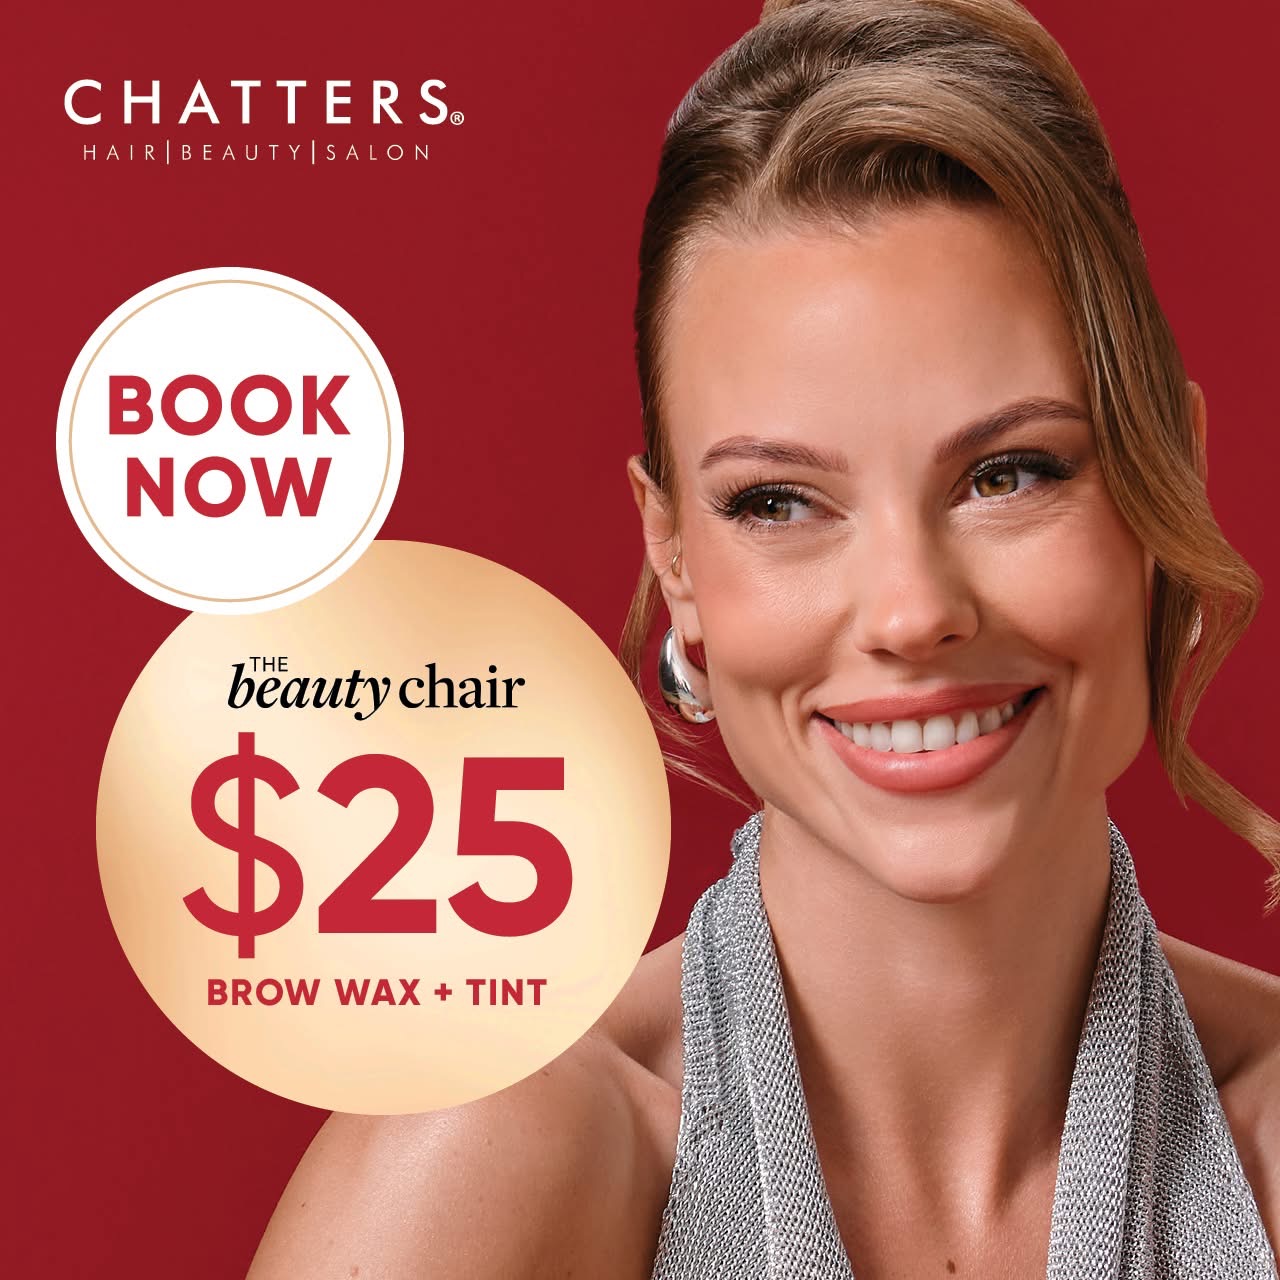 CHATTERS®
HAIR|BEAUTY|SALON
BOOK
NOW
THE beauty chair
$25
BROW WAX + TINT